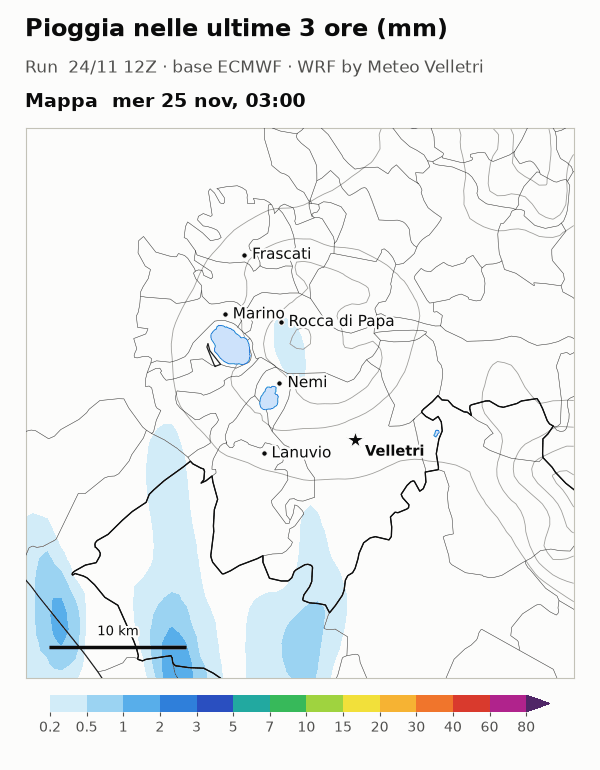 Pioggia nelle ultime 3 ore (mm)
Run  24/11 12Z · base ECMWF · WRF by Meteo Velletri
Mappa  mer 25 nov, 03:00
Frascati
Marino
Rocca di Papa
Nemi
Velletri
Lanuvio
10 km
0.2 0.5 1 2 3 5 7 10 15 20 30 40 60 80